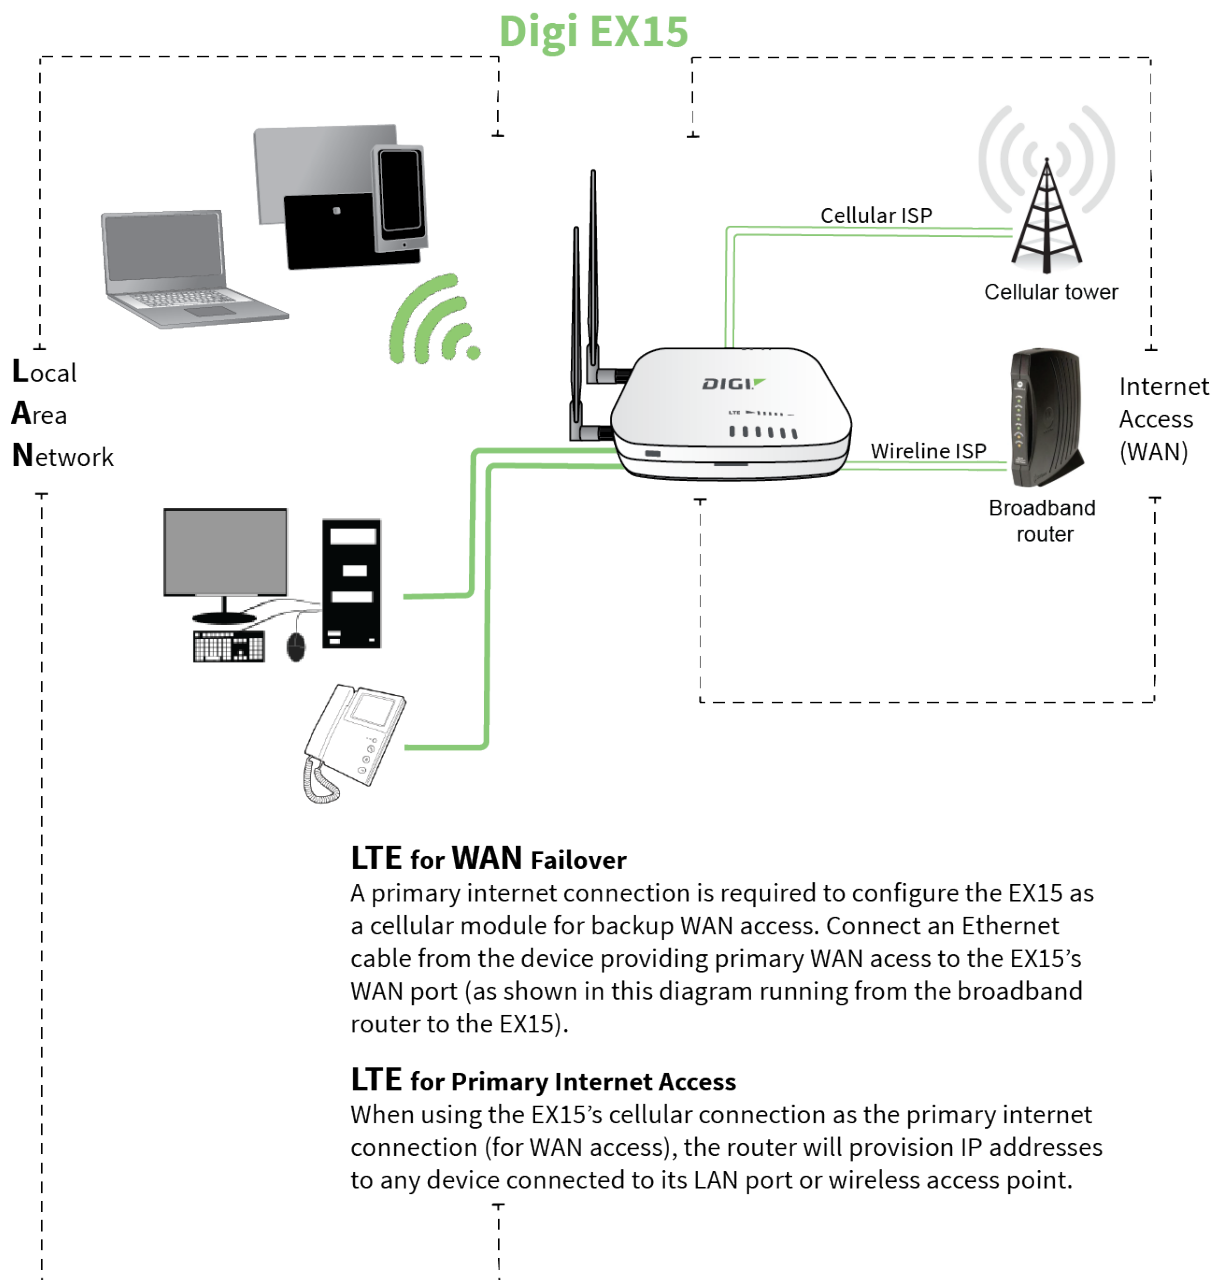 Digi EX15
Cellular ISP
Cellular tower
DIGI
LTE
Local
Area
Network
Internet
Access
(WAN)
Wireline ISP
Broadband
router
LTE for WAN Failover
A primary internet connection is required to configure the EX15 as
a cellular module for backup WAN access. Connect an Ethernet
cable from the device providing primary WAN acess to the EX15’s
WAN port (as shown in this diagram running from the broadband
router to the EX15).
LTE for Primary Internet Access
When using the EX15’s cellular connection as the primary internet
connection (for WAN access), the router will provision IP addresses
to any device connected to its LAN port or wireless access point.